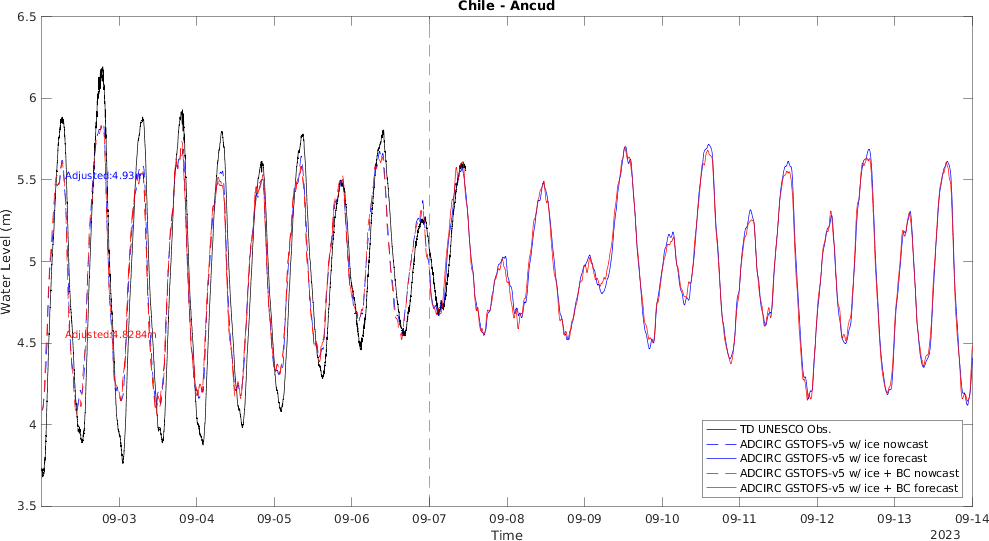 Chile - Ancud
6.5
6
5.5
5
4.5
4
3.5
Water Level (m)
Adjusted:4.93m
Adjusted:4.8284m
TD UNESCO Obs.
ADCIRC GSTOFS-v5 w/ ice nowcast
ADCIRC GSTOFS-v5 w/ ice forecast
ADCIRC GSTOFS-v5 w/ ice + BC nowcast
ADCIRC GSTOFS-v5 w/ ice + BC forecast
09-03 09-04 09-05 09-06 09-07 09-08 09-09 09-10 09-11 09-12 09-13 09-14
Time
2023